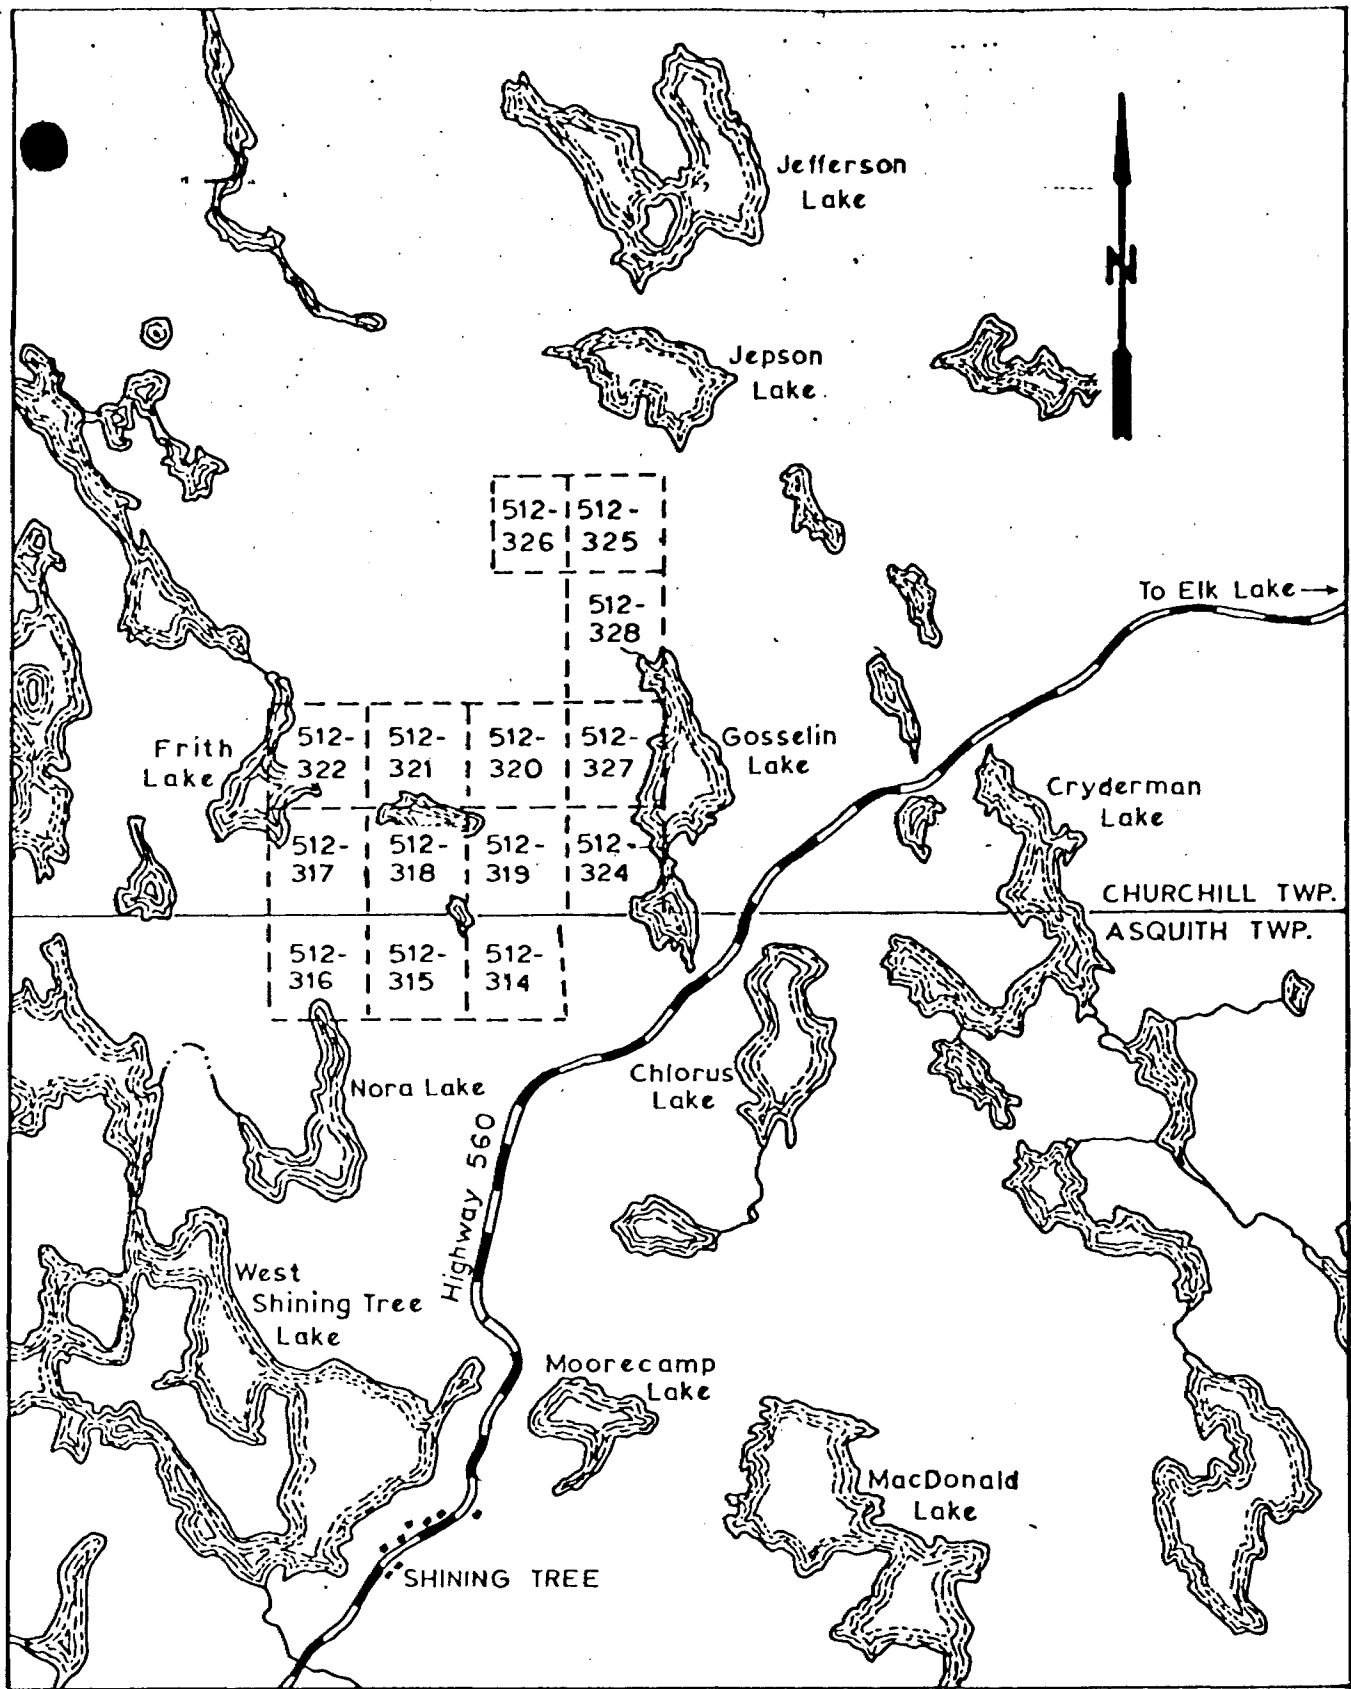 Jefferson
Lake
N
Jepson
Lake
512- 512-
326 325
512-
328
To Elk Lake
Frith
Lake
512- 512- 512- 512-
322 321 320 327
Gosselin
Lake
Cryderman
Lake
512- 512- 512- 512-
317 318 319 324
CHURCHILL TWP.
ASQUITH TWP.
512- 512- 512-
316 315 314
Nora Lake
Chlorus
Lake
Highway 560
West
Shining Tree
Lake
Moorecamp
Lake
MacDonald
Lake
SHINING TREE